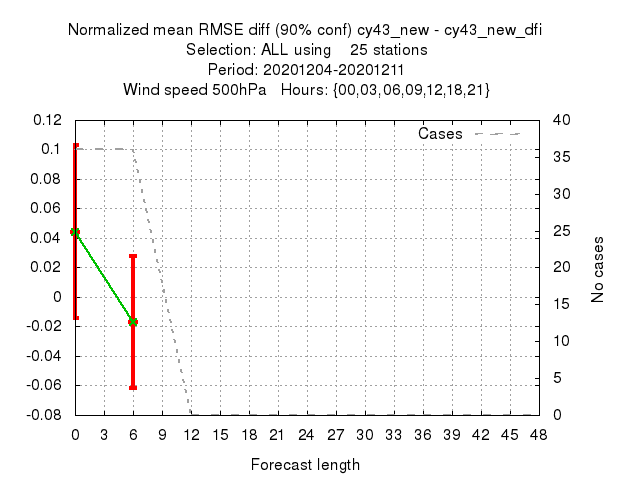 Normalized mean RMSE diff (90% conf) cy43_new - cy43_new_dfi
Selection: ALL using    25 stations
Period: 20201204-20201211
Wind speed 500hPa   Hours: {00,03,06,09,12,18,21}
Cases
0.12
0.1
0.08
0.06
0.04
0.02
0
-0.02
-0.04
-0.06
-0.08
40
35
30
25
20
15
10
5
0
No cases
0 3 6 9 12 15 18 21 24 27 30 33 36 39 42 45 48
Forecast length